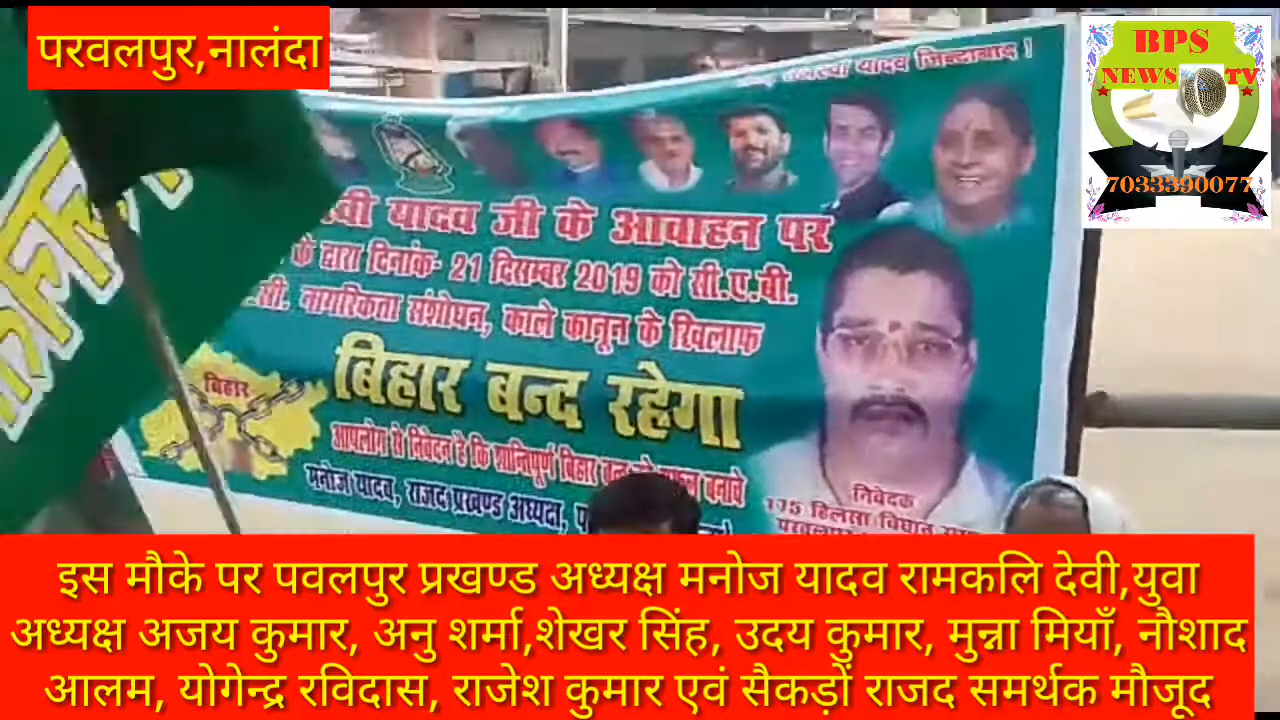 परवलपुर,नालंदा
BPS
NEWS TV
7033390077
यादव जिन्दाबाद !
यादव जी के आवाहन पर
के द्वारा दिनांक- 21 दिसम्बर 2019 को सी.ए.बी.
नागरिकता संशोधन, काले कानून के खिलाफ
बिहार
बिहार बन्द रहेगा
आपलोग से निवेदन है कि शान्तिपूर्ण बिहार बनावें
मनोज यादव, राजद प्रखण्ड अध्यक्ष,
निवेदक
175 हिलसा विधान
इस मौके पर पवलपुर प्रखण्ड अध्यक्ष मनोज यादव रामकलि देवी,युवा
अध्यक्ष अजय कुमार, अनु शर्मा,शेखर सिंह, उदय कुमार, मुन्ना मियाँ, नौशाद
आलम, योगेन्द्र रविदास, राजेश कुमार एवं सैकड़ों राजद समर्थक मौजूद